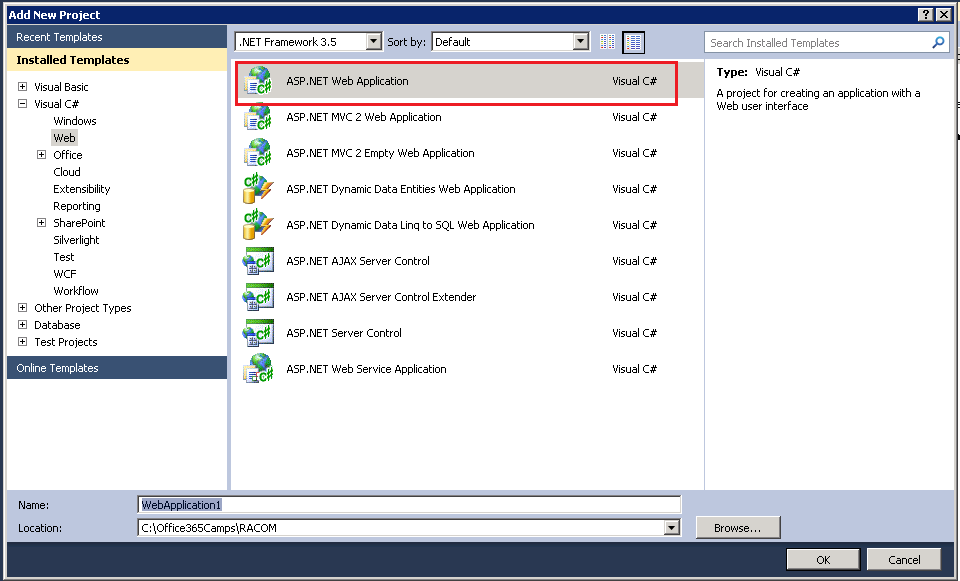 Add New Project
Recent Templates
Installed Templates
Visual Basic
Visual C#
Windows
Web
Office
Cloud
Extensibility
Reporting
SharePoint
Silverlight
Test
WCF
Workflow
Other Project Types
Database
Test Projects
Online Templates
.NET Framework 3.5 Sort by: Default
ASP.NET Web Application Visual C#
ASP.NET MVC 2 Web Application Visual C#
ASP.NET MVC 2 Empty Web Application Visual C#
ASP.NET Dynamic Data Entities Web Application Visual C#
ASP.NET Dynamic Data Linq to SQL Web Application Visual C#
ASP.NET AJAX Server Control Visual C#
ASP.NET AJAX Server Control Extender Visual C#
ASP.NET Server Control Visual C#
ASP.NET Web Service Application Visual C#
Search Installed Templates
Type: Visual C#
A project for creating an application with a
Web user interface
Name: WebApplication1
Location: C:\Office365Camps\RACOM Browse...
OK Cancel